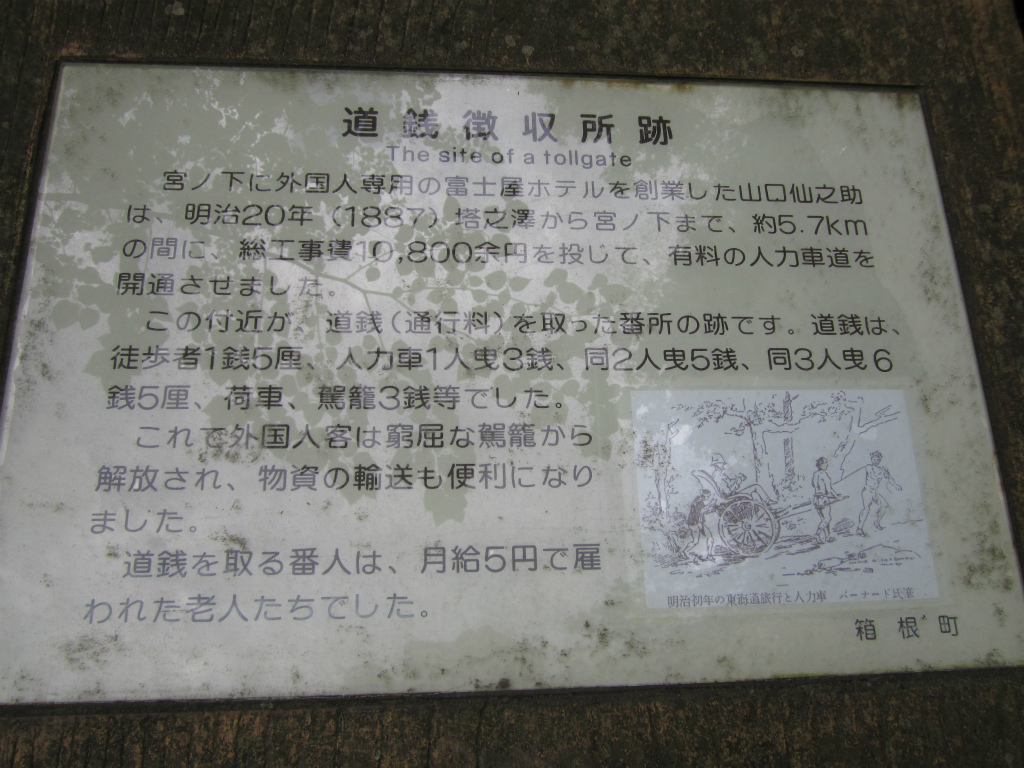 道銭徴収所跡
The site of a tollgate
宮ノ下に外国人専用の富士屋ホテルを創業した山口仙之助
は、明治20年（1887）塔之澤から宮ノ下まで、約5.7km
の間に、総工事費10,800余円を投じて、有料の人力車道を
開通させました。
この付近が、道銭（通行料）を取った番所の跡です。道銭は、
徒歩者1銭5厘、人力車1人曳3銭、同2人曳5銭、同3人曳6
銭5厘、荷車、駕籠3銭等でした。
これで外国人客は窮屈な駕籠から
解放され、物資の輸送も便利になり
ました。
道銭を取る番人は、月給5円で雇
われた老人たちでした。
明治初年の東海道旅行と人力車 バーナード氏筆
箱根町